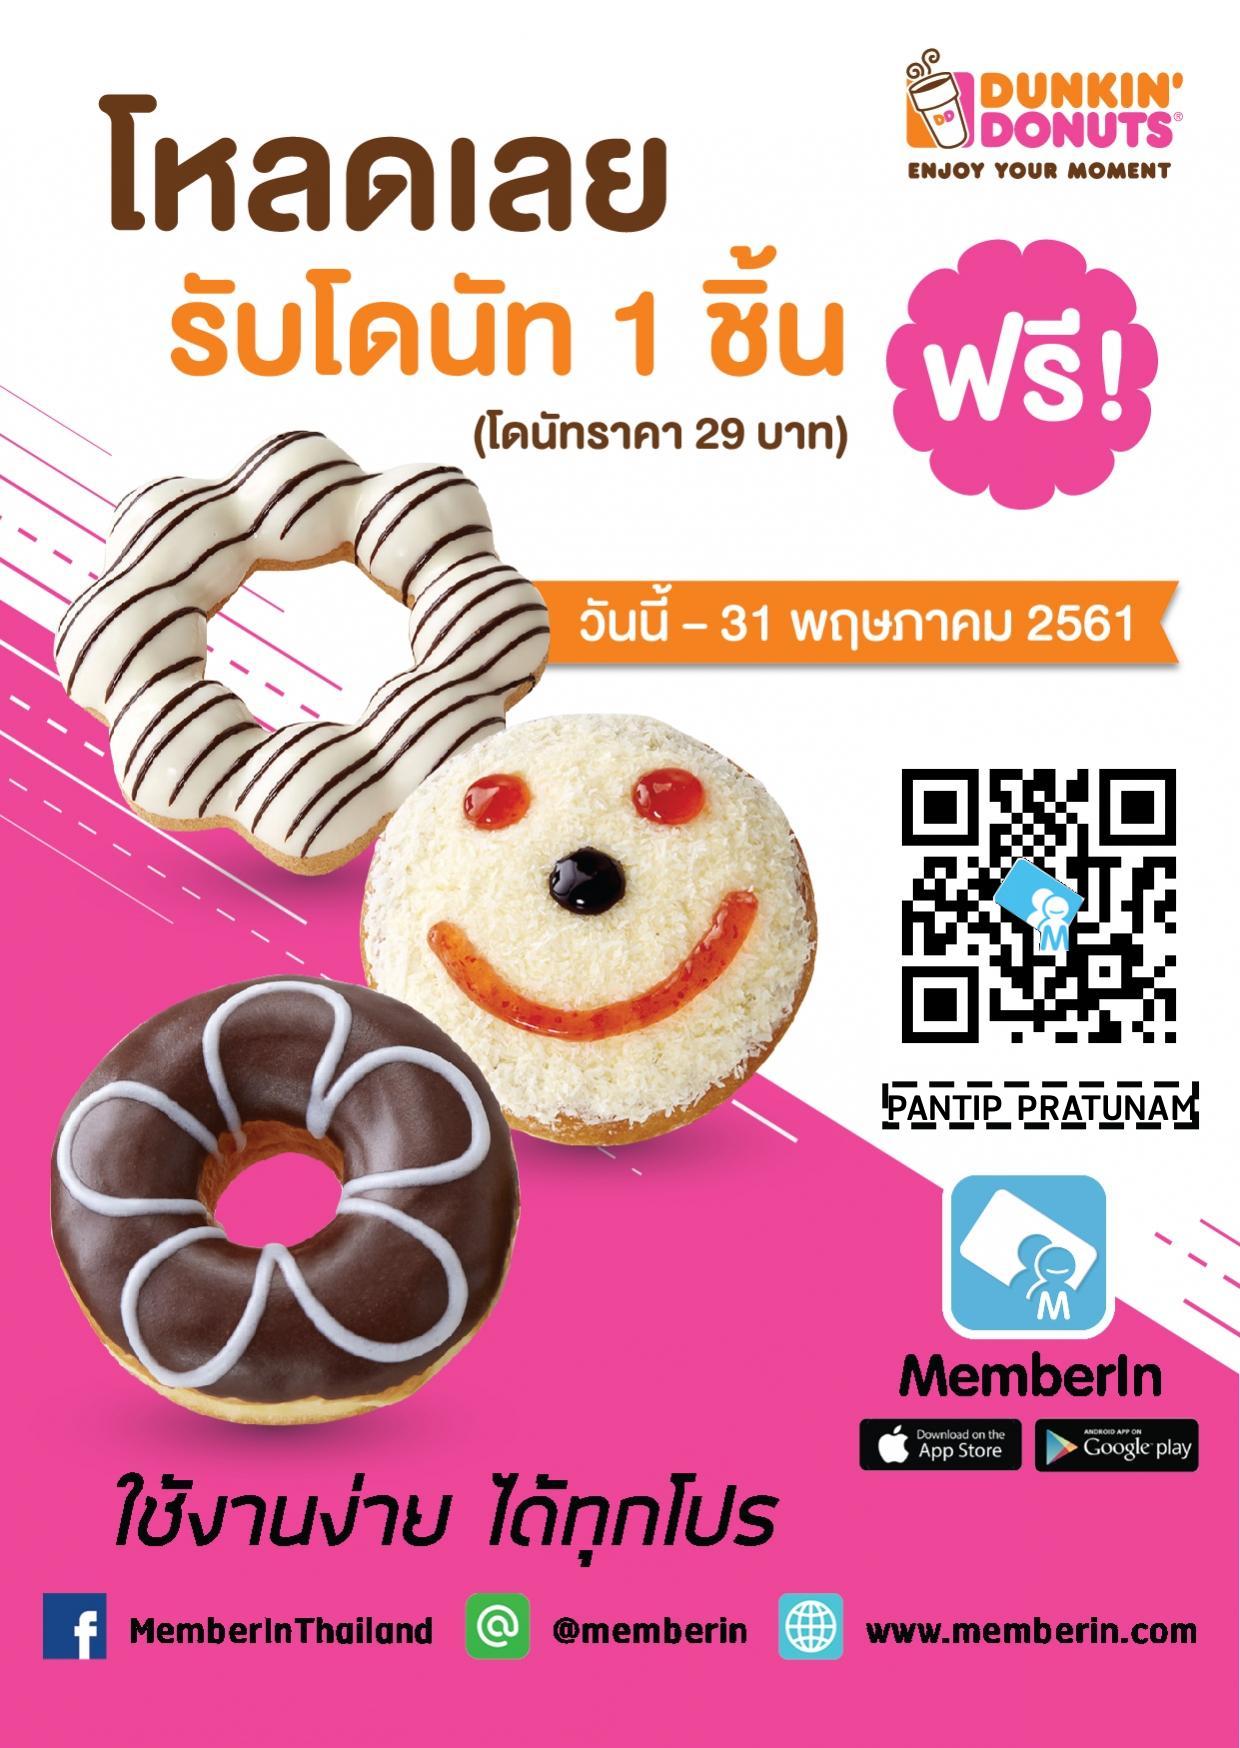 DUNKIN'
DONUTS®
ENJOY YOUR MOMENT
โหลดเลย
รับโดนัท 1 ชิ้น
ฟรี!
(โดนัทราคา 29 บาท)
วันนี้ – 31 พฤษภาคม 2561
M
PANTIP PRATUNAM
M
MemberIn
Download on the
App Store
ANDROID APP ON
Google play
ใช้งานง่าย ได้ทุกโปร
MemberInThailand
@memberin
www.memberin.com